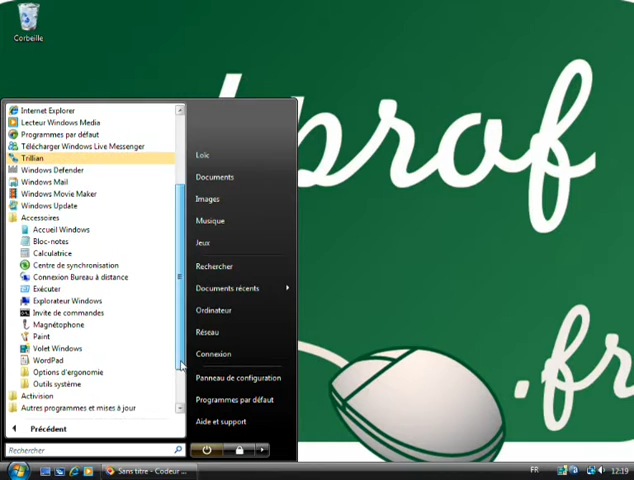 Corbeille
prof
.fr
Internet Explorer
Lecteur Windows Media
Programmes par défaut
Télécharger Windows Live Messenger
Trillian
Windows Defender
Windows Mail
Windows Movie Maker
Windows Update
Accessoires
Accueil Windows
Bloc-notes
Calculatrice
Centre de synchronisation
Connexion Bureau à distance
Exécuter
Explorateur Windows
Invite de commandes
Magnétophone
Paint
Volet Windows
WordPad
Options d'ergonomie
Outils système
Activision
Autres programmes et mises à jour
Précédent
Rechercher
Loïc
Documents
Images
Musique
Jeux
Rechercher
Documents récents
Ordinateur
Réseau
Connexion
Panneau de configuration
Programmes par défaut
Aide et support
Sans titre - Codeur ...
FR
12:19